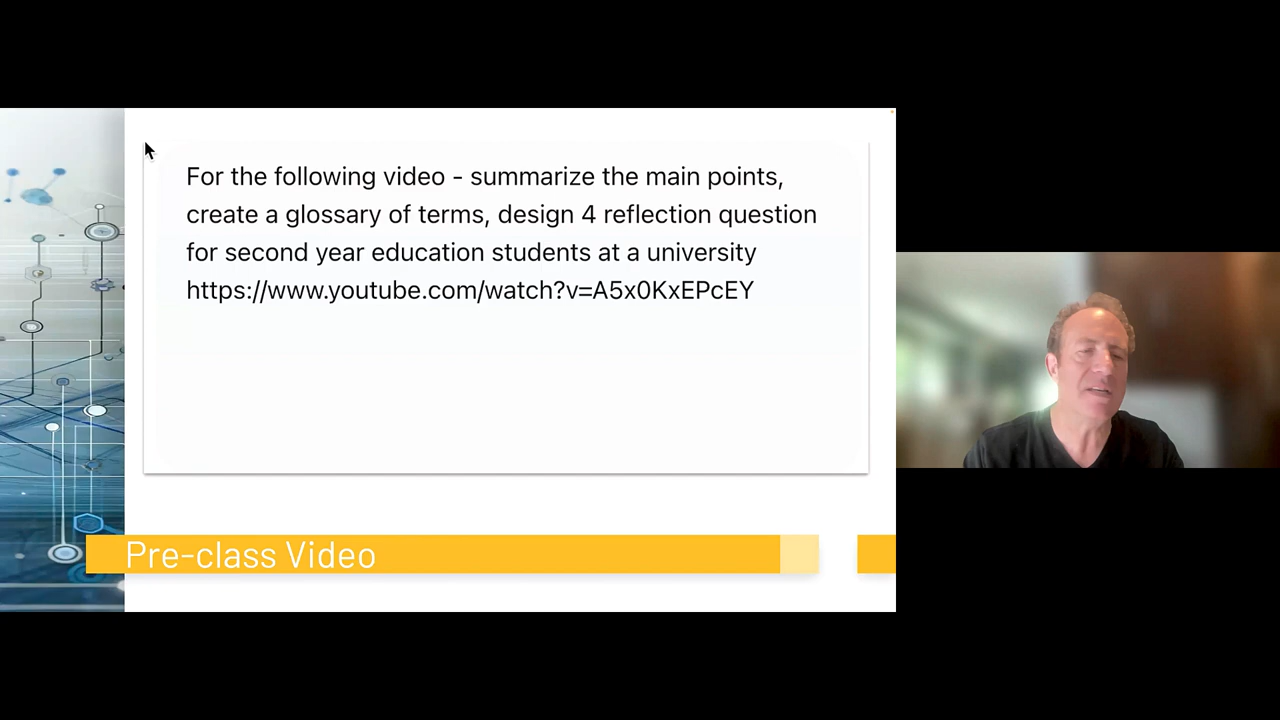 For the following video - summarize the main points,
create a glossary of terms, design 4 reflection question
for second year education students at a university
https://www.youtube.com/watch?v=A5x0KxEPcEY
Pre-class Video